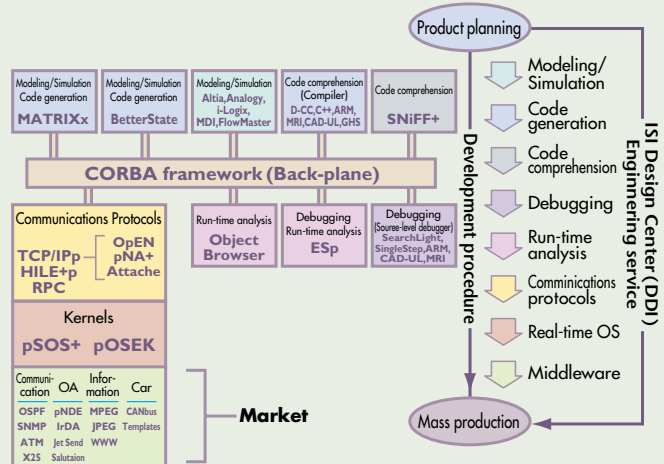 Modeling/Simulation
Code generation
MATRIXx
Modeling/Simulation
Code generation
BetterState
Modeling/Simulation
Altia,Analogy,
i-Logix,
MDI,FlowMaster
Code comprehension
(Compiler)
D-CC,C++,ARM,
MRI,CAD-UL,GHS
Code comprehension
SNiFF+
CORBA framework (Back-plane)
Communications Protocols
TCP/IPp
HILE+p
RPC
OpEN
pNA+
Attache
Run-time analysis
Object
Browser
Debugging
Run-time analysis
ESp
Debugging
(Souree-level debugger)
SearchLight,
SingleStep,ARM,
CAD-UL,MRI
Kernels
pSOS+ pOSEK
Communi-
cation
OSPF
SNMP
ATM
X25
OA
pNDE
IrDA
Jet Send
Salutaion
Infor-
mation
MPEG
JPEG
WWW
Car
CANbus
Templates
Market
Product planning
Development procedure
Modeling/
Simulation
Code
generation
Code
comprehension
Debugging
Run-time
analysis
Comminications
protocols
Real-time OS
Middleware
Mass production
ISI Design Center (DDI)
Enginnering service